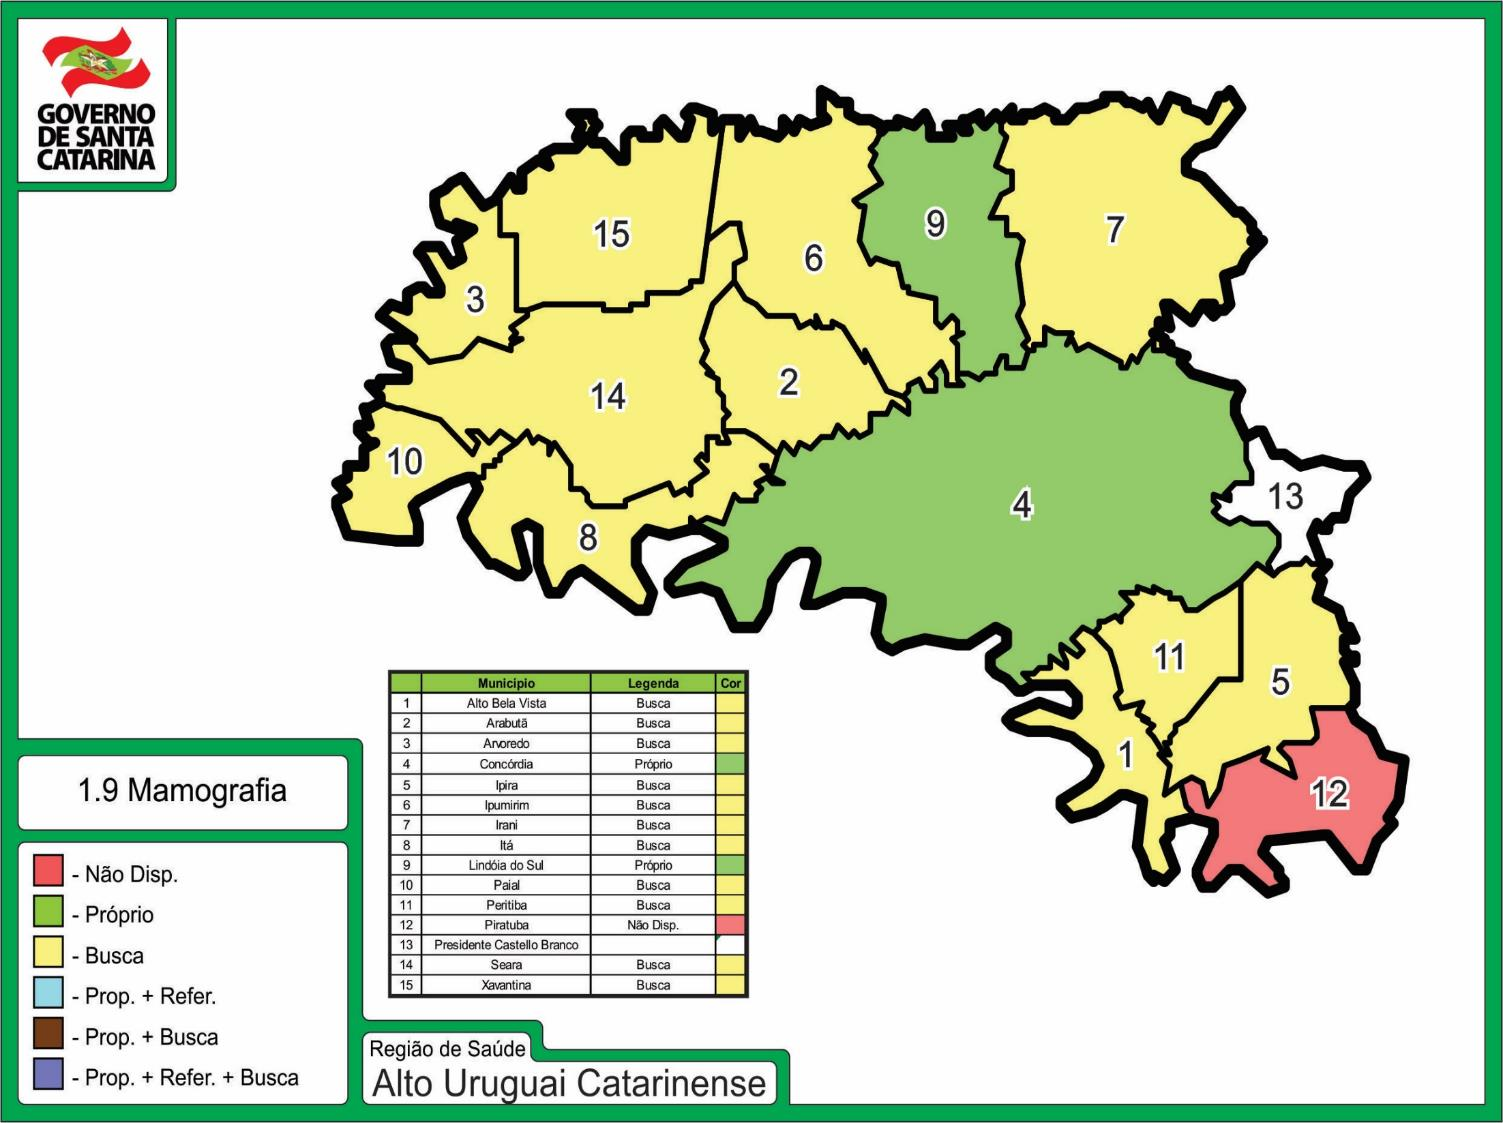 GOVERNO
DE SANTA
CATARINA
15
6
9
7
3
2
14
10
4
13
8
11
5
1
12
Município Legenda Cor
1 Alto Bela Vista Busca
2 Arabutã Busca
3 Arvoredo Busca
4 Concórdia Próprio
5 Ipira Busca
6 Ipumirim Busca
7 Irani Busca
8 Itá Busca
9 Lindóia do Sul Próprio
10 Paial Busca
11 Peritiba Busca
12 Piratuba Não Disp.
13 Presidente Castello Branco
14 Seara Busca
15 Xavantina Busca
1.9 Mamografia
- Não Disp.
- Próprio
- Busca
- Prop. + Refer.
- Prop. + Busca
- Prop. + Refer. + Busca
Região de Saúde
Alto Uruguai Catarinense